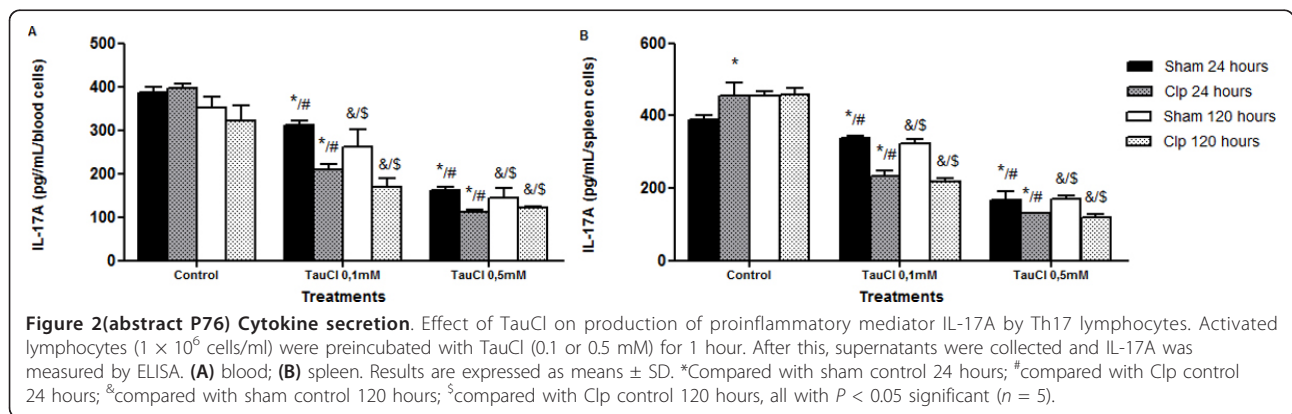 A
IL-17A (pg/mL/blood cells)
500
400
300
200
100
0
*/#
*/#
&/$
&/$
*/#
*/#
&/$
&/$
Control
TauCl 0,1mM
TauCl 0,5mM
Treatments
B
IL-17A (pg/mL/spleen cells)
600
400
200
0
*
*/#
*/#
&/$
&/$
*/#
*/#
&/$
&/$
Control
TauCl 0,1mM
TauCl 0,5mM
Treatments
Sham 24 hours
Clp 24 hours
Sham 120 hours
Clp 120 hours
Figure 2(abstract P76) Cytokine secretion. Effect of TauCl on production of proinflammatory mediator IL-17A by Th17 lymphocytes. Activated
lymphocytes (1 × 10⁶ cells/ml) were preincubated with TauCl (0.1 or 0.5 mM) for 1 hour. After this, supernatants were collected and IL-17A was
measured by ELISA. (A) blood; (B) spleen. Results are expressed as means ± SD. *Compared with sham control 24 hours; #compared with Clp control
24 hours; &compared with sham control 120 hours; $compared with Clp control 120 hours, all with P < 0.05 significant (n = 5).